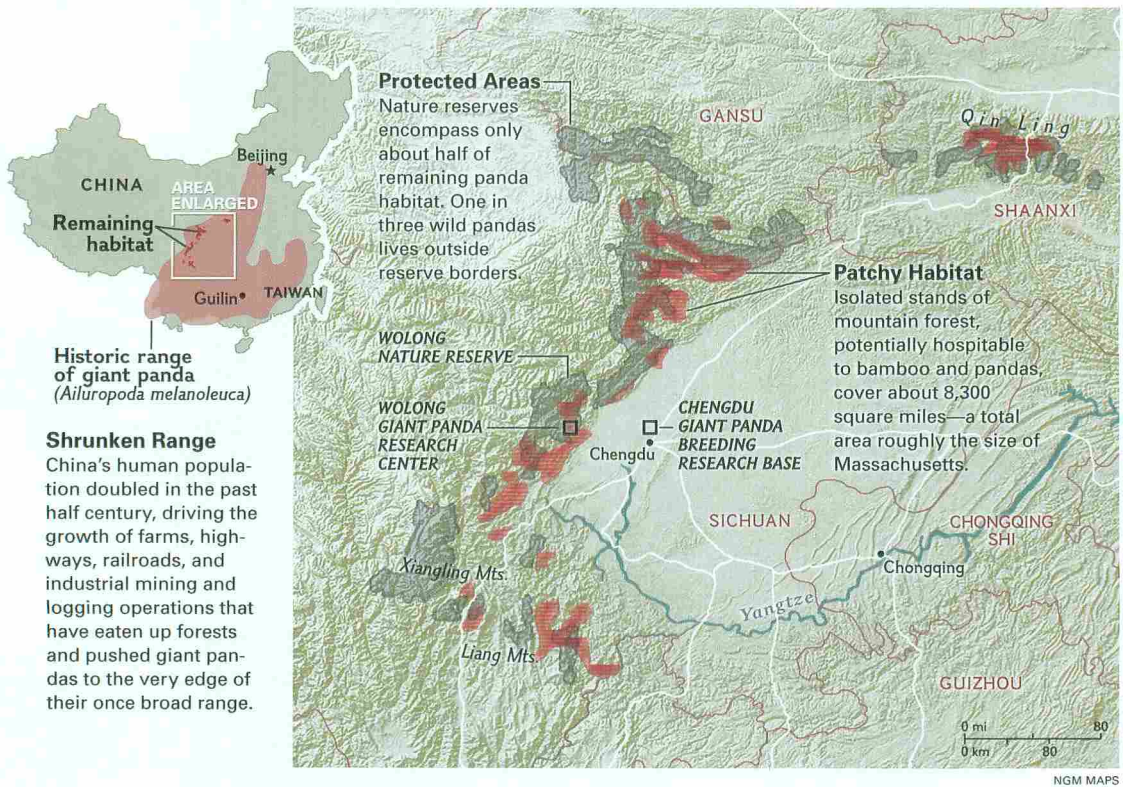 Protected Areas
Nature reserves
encompass only
about half of
remaining panda
habitat. One in
three wild pandas
lives outside
reserve borders.
GANSU
Qin Ling
SHAANXI
Beijing
CHINA
AREA
ENLARGED
Remaining
habitat
Guilin
TAIWAN
Historic range
of giant panda
(Ailuropoda melanoleuca)
Shrunken Range
China's human popula-
tion doubled in the past
half century, driving the
growth of farms, high-
ways, railroads, and
industrial mining and
logging operations that
have eaten up forests
and pushed giant pan-
das to the very edge of
their once broad range.
Patchy Habitat
Isolated stands of
mountain forest,
potentially hospitable
to bamboo and pandas,
cover about 8,300
square miles—a total
area roughly the size of
Massachusetts.
WOLONG
NATURE RESERVE
WOLONG
GIANT PANDA
RESEARCH
CENTER
CHENGDU
GIANT PANDA
BREEDING
RESEARCH BASE
Chengdu
SICHUAN
CHONGQING
SHI
Chongqing
Xiangling Mts.
Yangtze
Liang Mts.
GUIZHOU
0 mi 80
0 km 80
NGM MAPS